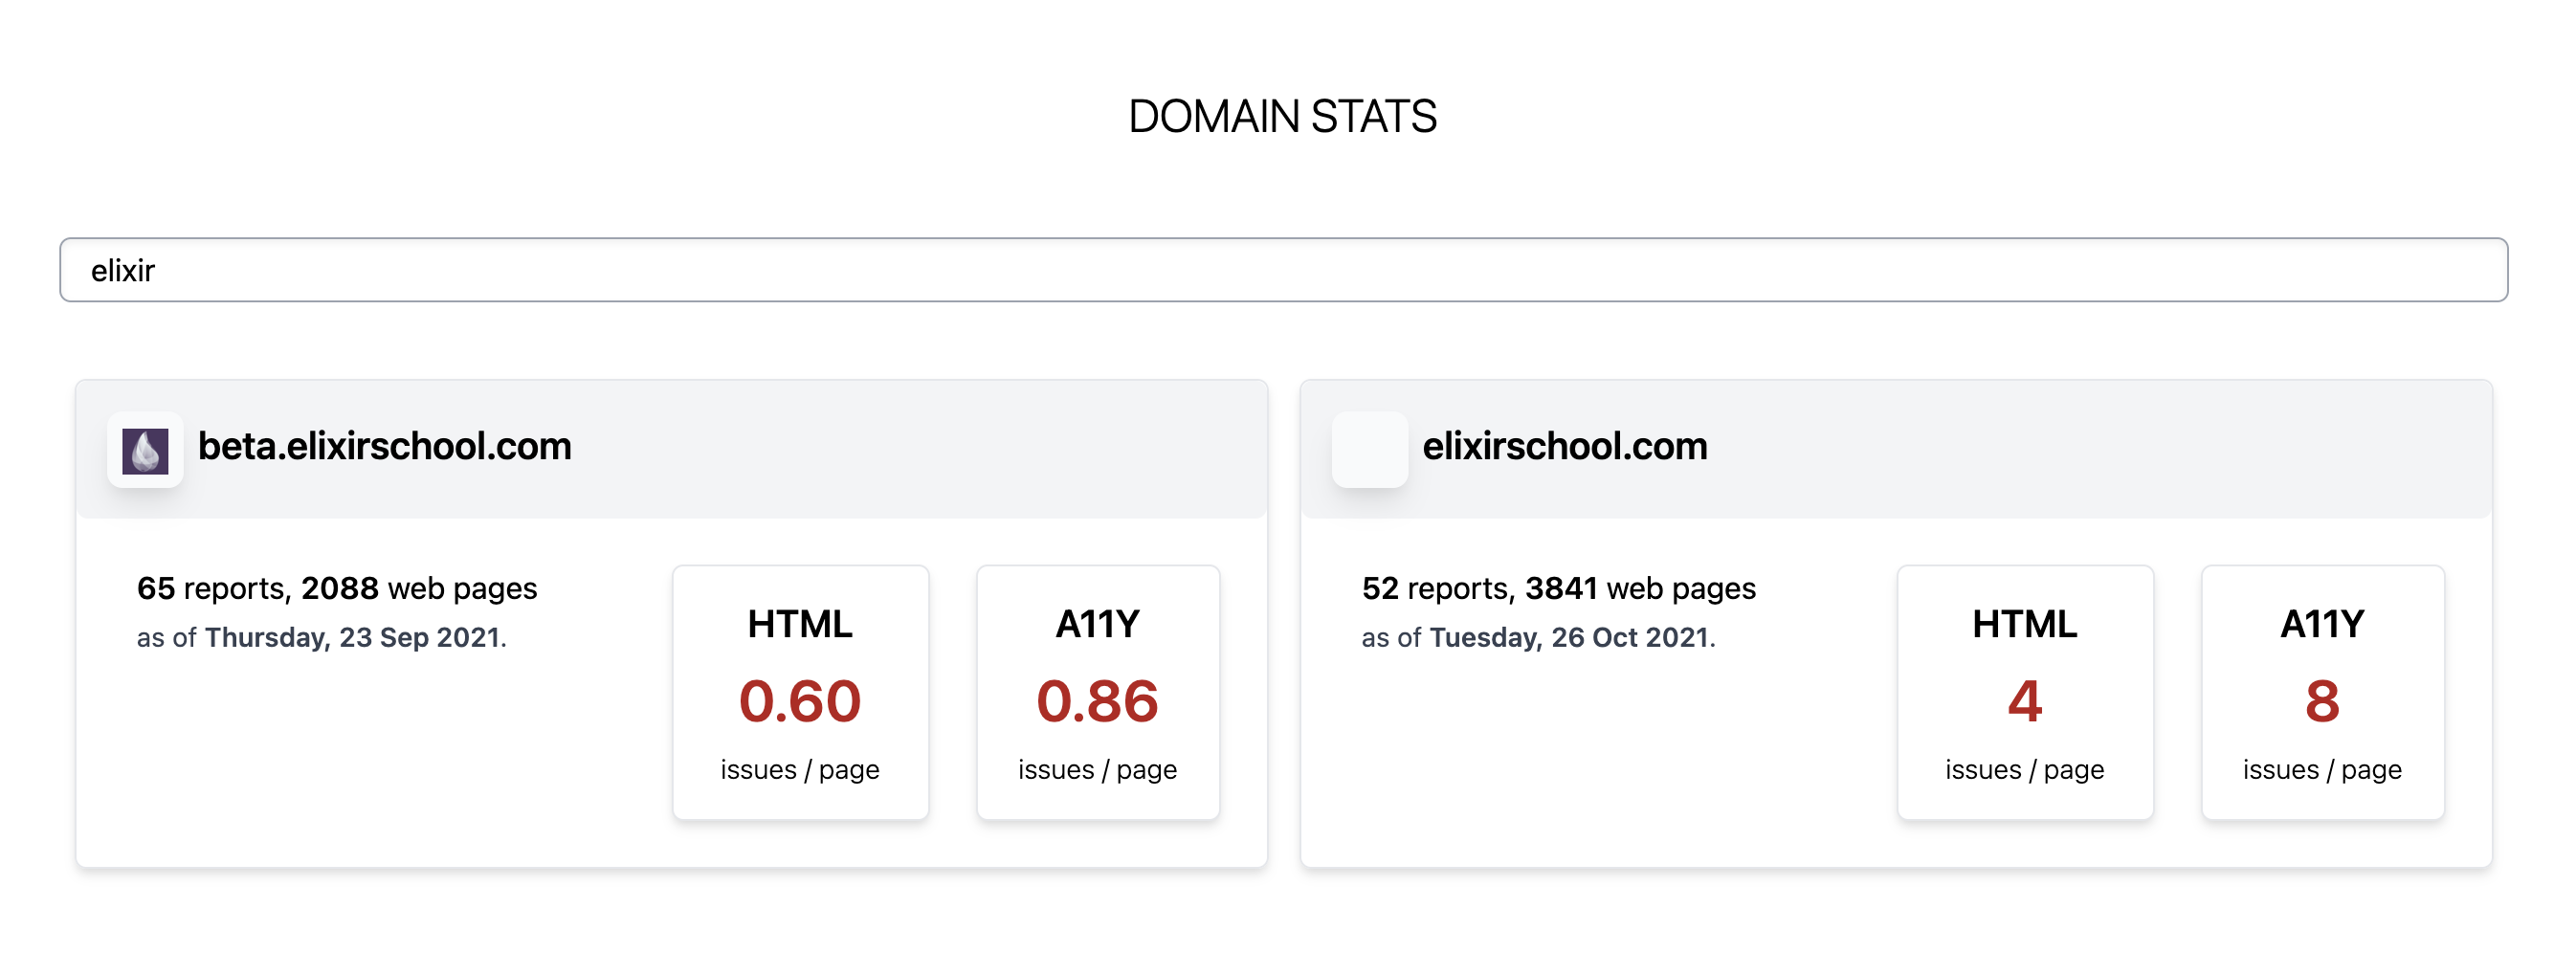 DOMAIN STATS
elixir
beta.elixirschool.com
65 reports, 2088 web pages
as of Thursday, 23 Sep 2021.
HTML
0.60
issues / page
A11Y
0.86
issues / page
elixirschool.com
52 reports, 3841 web pages
as of Tuesday, 26 Oct 2021.
HTML
4
issues / page
A11Y
8
issues / page